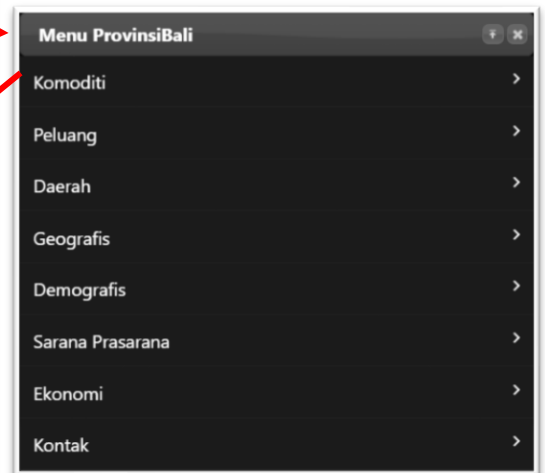 Menu ProvinsiBali
Komoditi
Peluang
Daerah
Geografis
Demografis
Sarana Prasarana
Ekonomi
Kontak